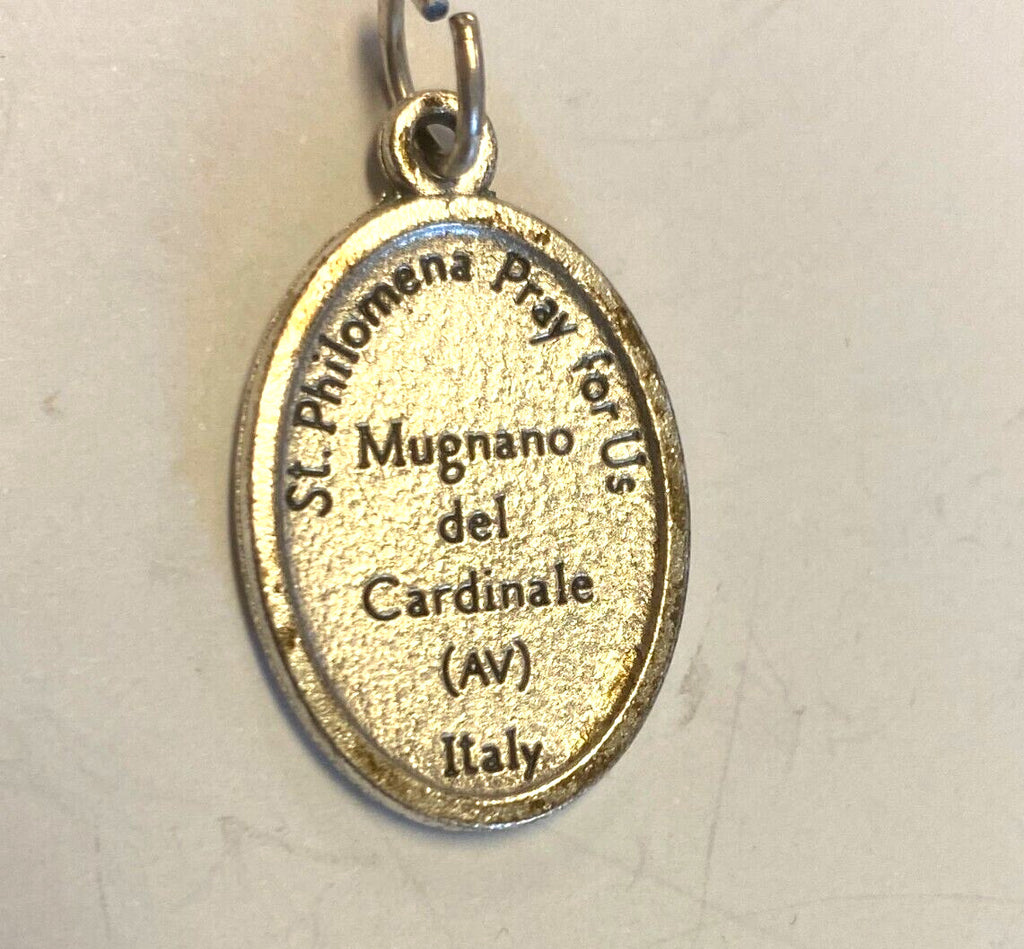 St. Philomena Pray for Us
Mugnano
del
Cardinale
(AV)
Italy